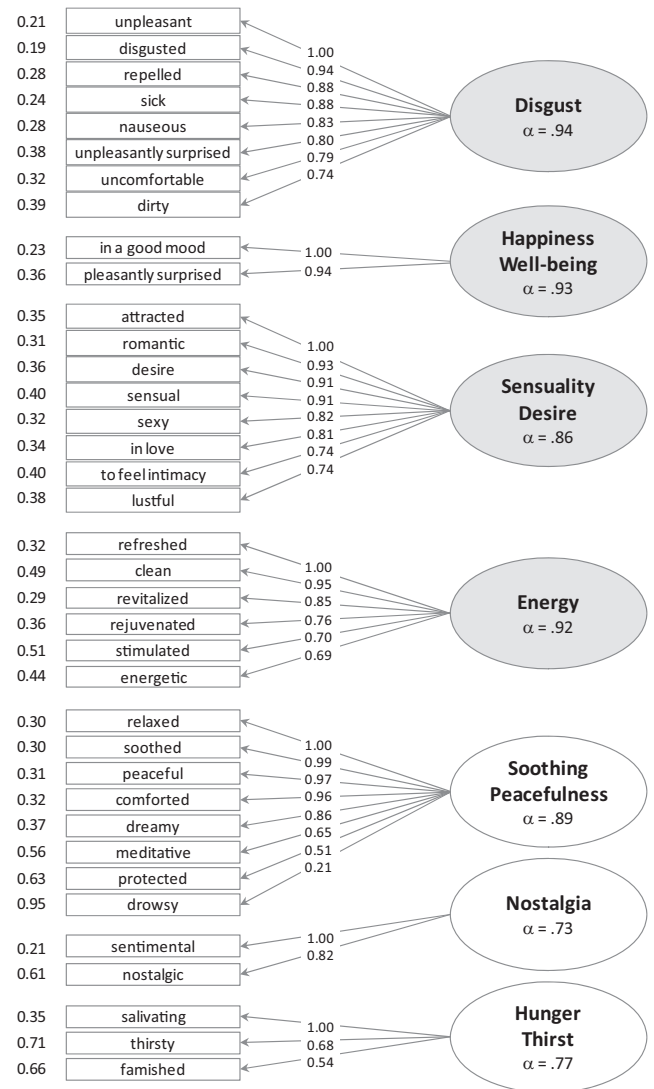 0.21 unpleasant
0.19 disgusted
0.28 repelled
0.24 sick
0.28 nauseous
0.38 unpleasantly surprised
0.32 uncomfortable
0.39 dirty
1.00
0.94
0.88
0.88
0.83
0.80
0.79
0.74
Disgust
α = .94
0.23 in a good mood
0.36 pleasantly surprised
1.00
0.94
Happiness
Well-being
α = .93
0.35 attracted
0.31 romantic
0.36 desire
0.40 sensual
0.32 sexy
0.34 in love
0.40 to feel intimacy
0.38 lustful
1.00
0.93
0.91
0.91
0.82
0.81
0.74
0.74
Sensuality
Desire
α = .86
0.32 refreshed
0.49 clean
0.29 revitalized
0.36 rejuvenated
0.51 stimulated
0.44 energetic
1.00
0.95
0.85
0.76
0.70
0.69
Energy
α = .92
0.30 relaxed
0.30 soothed
0.31 peaceful
0.32 comforted
0.37 dreamy
0.56 meditative
0.63 protected
0.95 drowsy
1.00
0.99
0.97
0.96
0.86
0.65
0.51
0.21
Soothing
Peacefulness
α = .89
0.21 sentimental
0.61 nostalgic
1.00
0.82
Nostalgia
α = .73
0.35 salivating
0.71 thirsty
0.66 famished
1.00
0.68
0.54
Hunger
Thirst
α = .77